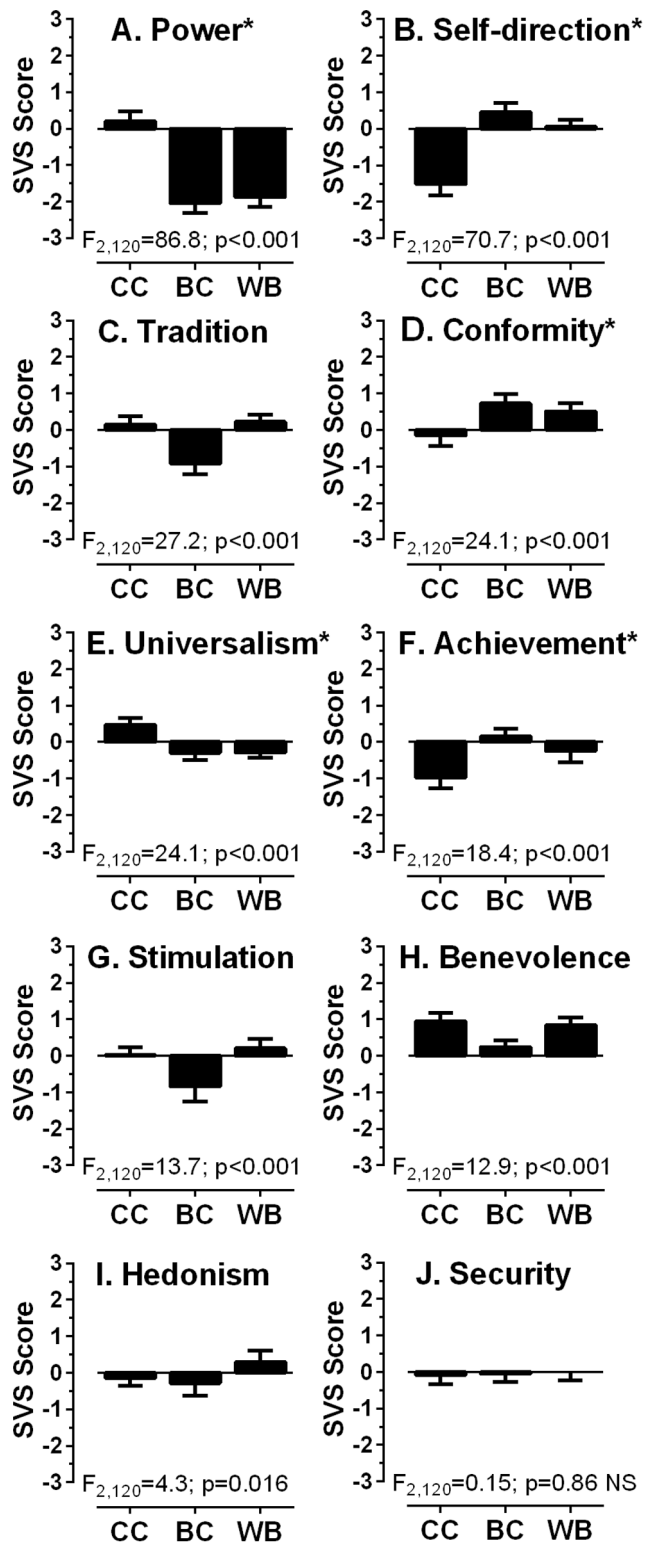 A. Power*
3
2
1
0
-1
-2
-3
SVS Score
F2,120=86.8; p<0.001
CC BC WB
B. Self-direction*
3
2
1
0
-1
-2
-3
SVS Score
F2,120=70.7; p<0.001
CC BC WB
C. Tradition
3
2
1
0
-1
-2
-3
SVS Score
F2,120=27.2; p<0.001
CC BC WB
D. Conformity*
3
2
1
0
-1
-2
-3
SVS Score
F2,120=24.1; p<0.001
CC BC WB
E. Universalism*
3
2
1
0
-1
-2
-3
SVS Score
F2,120=24.1; p<0.001
CC BC WB
F. Achievement*
3
2
1
0
-1
-2
-3
SVS Score
F2,120=18.4; p<0.001
CC BC WB
G. Stimulation
3
2
1
0
-1
-2
-3
SVS Score
F2,120=13.7; p<0.001
CC BC WB
H. Benevolence
3
2
1
0
-1
-2
-3
SVS Score
F2,120=12.9; p<0.001
CC BC WB
I. Hedonism
3
2
1
0
-1
-2
-3
SVS Score
F2,120=4.3; p=0.016
CC BC WB
J. Security
3
2
1
0
-1
-2
-3
SVS Score
F2,120=0.15; p=0.86 NS
CC BC WB